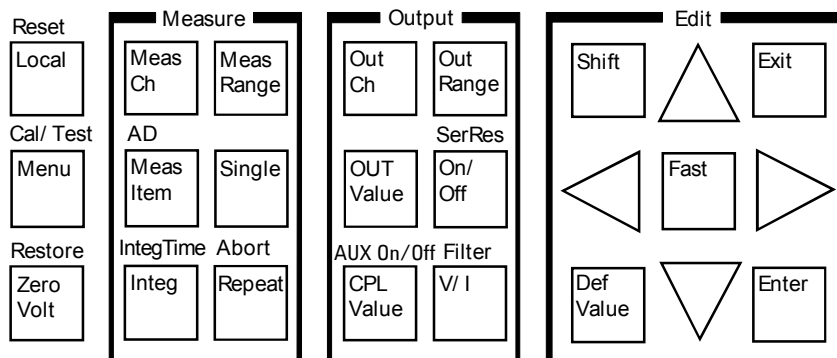 Measure
Output
Edit
Reset
Local
Meas
Ch
Meas
Range
Out
Ch
Out
Range
Shift
Exit
Cal/ Test
AD
SerRes
Menu
Meas
Item
Single
OUT
Value
On/
Off
Fast
Restore
IntegTime
Abort
AUX On/Off
Filter
Zero
Volt
Integ
Repeat
CPL
Value
V/ I
Def
Value
Enter